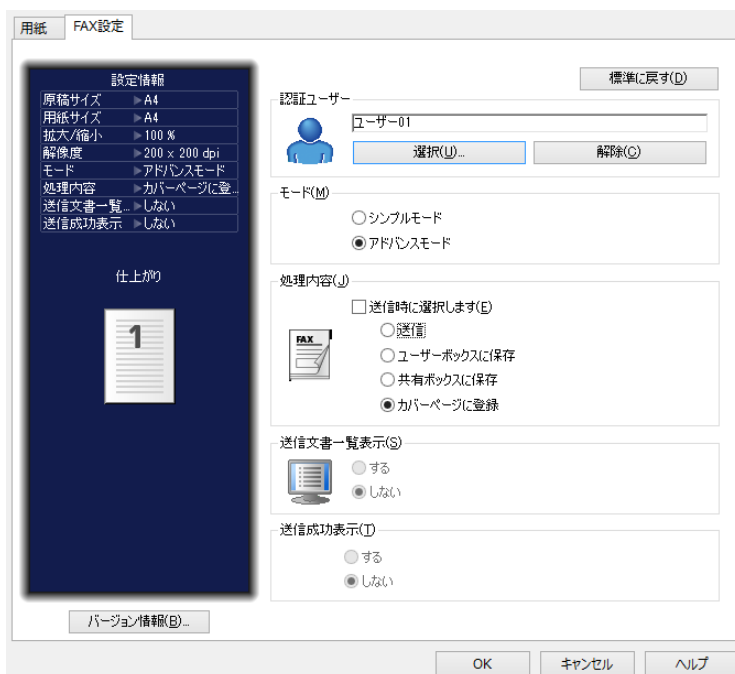 用紙 FAX設定
標準に戻す(D)
設定情報
原稿サイズ ▶A4
用紙サイズ ▶A4
拡大/縮小 ▶100 %
解像度 ▶200 x 200 dpi
モード ▶アドバンスモード
処理内容 ▶カバーページに登...
送信文書一覧... ▶しない
送信成功表示 ▶しない
仕上がり
1
バージョン情報(B)...
認証ユーザー
ユーザー01
選択(U)... 解除(C)
モード(M)
シンプルモード
アドバンスモード
処理内容(J)
送信時に選択します(E)
FAX
送信
ユーザーボックスに保存
共有ボックスに保存
カバーページに登録
送信文書一覧表示(S)
する
しない
送信成功表示(T)
する
しない
OK キャンセル ヘルプ